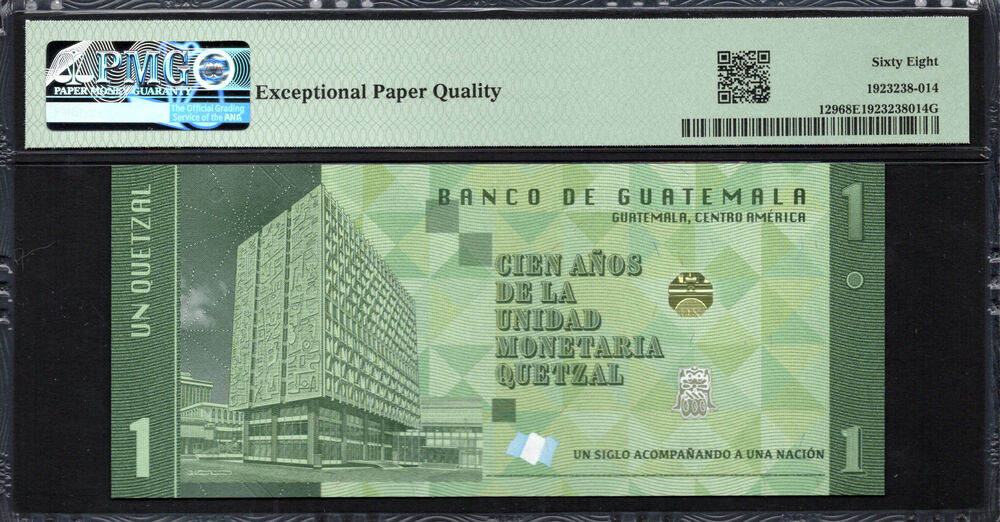 PMG
PAPER MONEY GUARANTY
The Official Grading
Service of the ANA
Exceptional Paper Quality
Sixty Eight
1923238-014
12968E1923238014G
UN QUETZAL
1
BANCO DE GUATEMALA
GUATEMALA, CENTRO AMÉRICA
1
CIEN AÑOS
DE LA
UNIDAD
MONETARIA
QUETZAL
UN SIGLO ACOMPAÑANDO A UNA NACIÓN
1